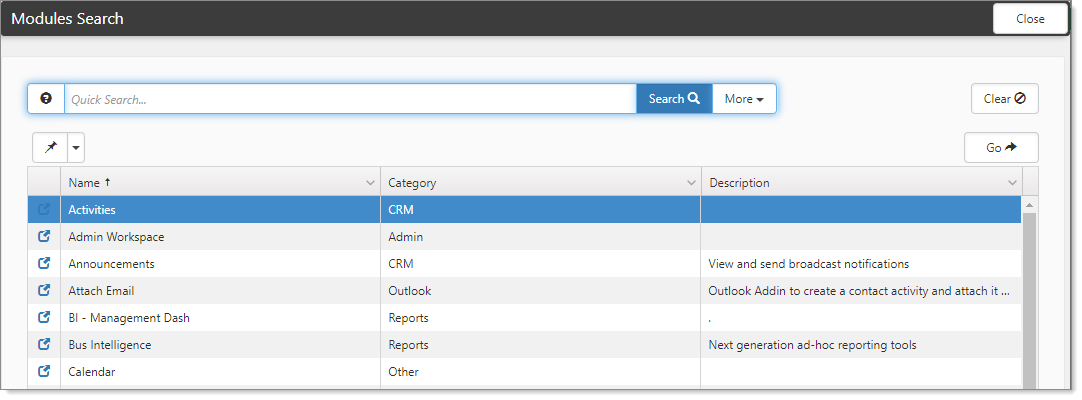 Modules Search Close
Quick Search... Search More Clear
Go
Name Category Description
Activities CRM
Admin Workspace Admin
Announcements CRM View and send broadcast notifications
Attach Email Outlook Outlook Addin to create a contact activity and attach it ...
BI - Management Dash Reports .
Bus Intelligence Reports Next generation ad-hoc reporting tools
Calendar Other